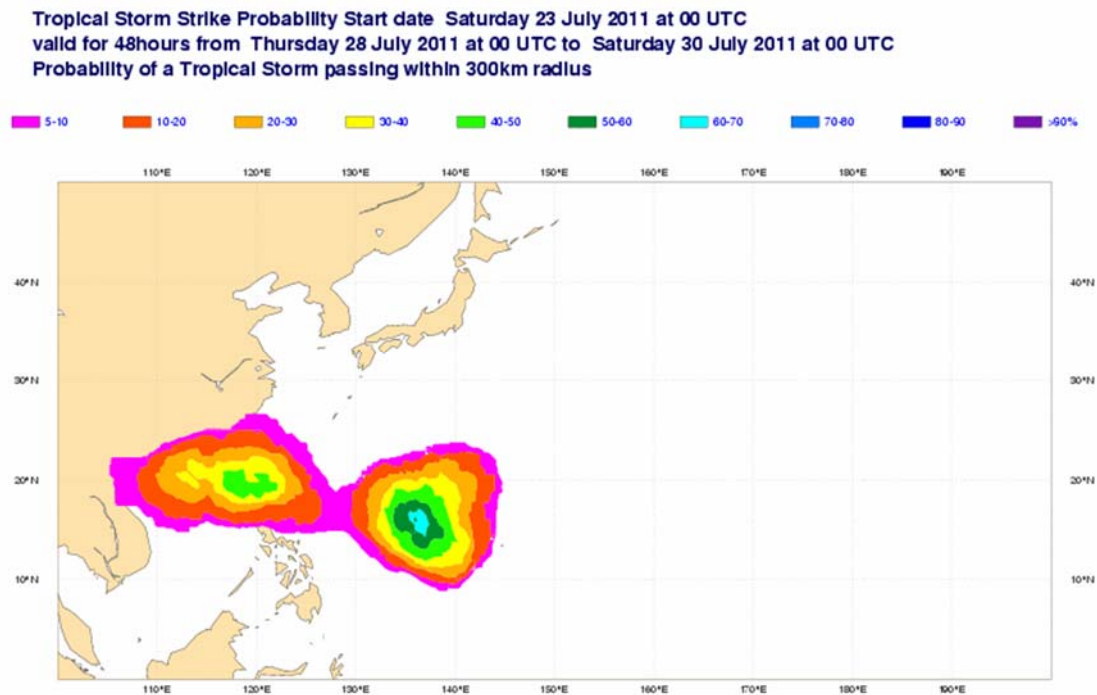 Tropical Storm Strike Probability Start date Saturday 23 July 2011 at 00 UTC
valid for 48hours from Thursday 28 July 2011 at 00 UTC to Saturday 30 July 2011 at 00 UTC
Probability of a Tropical Storm passing within 300km radius
5-10 10-20 20-30 30-40 40-50 50-60 60-70 70-80 80-90 >90%
110°E 120°E 130°E 140°E 150°E 160°E 170°E 180°E 190°E
40°N 40°N
30°N 30°N
20°N 20°N
10°N 10°N
110°E 120°E 130°E 140°E 150°E 160°E 170°E 180°E 190°E